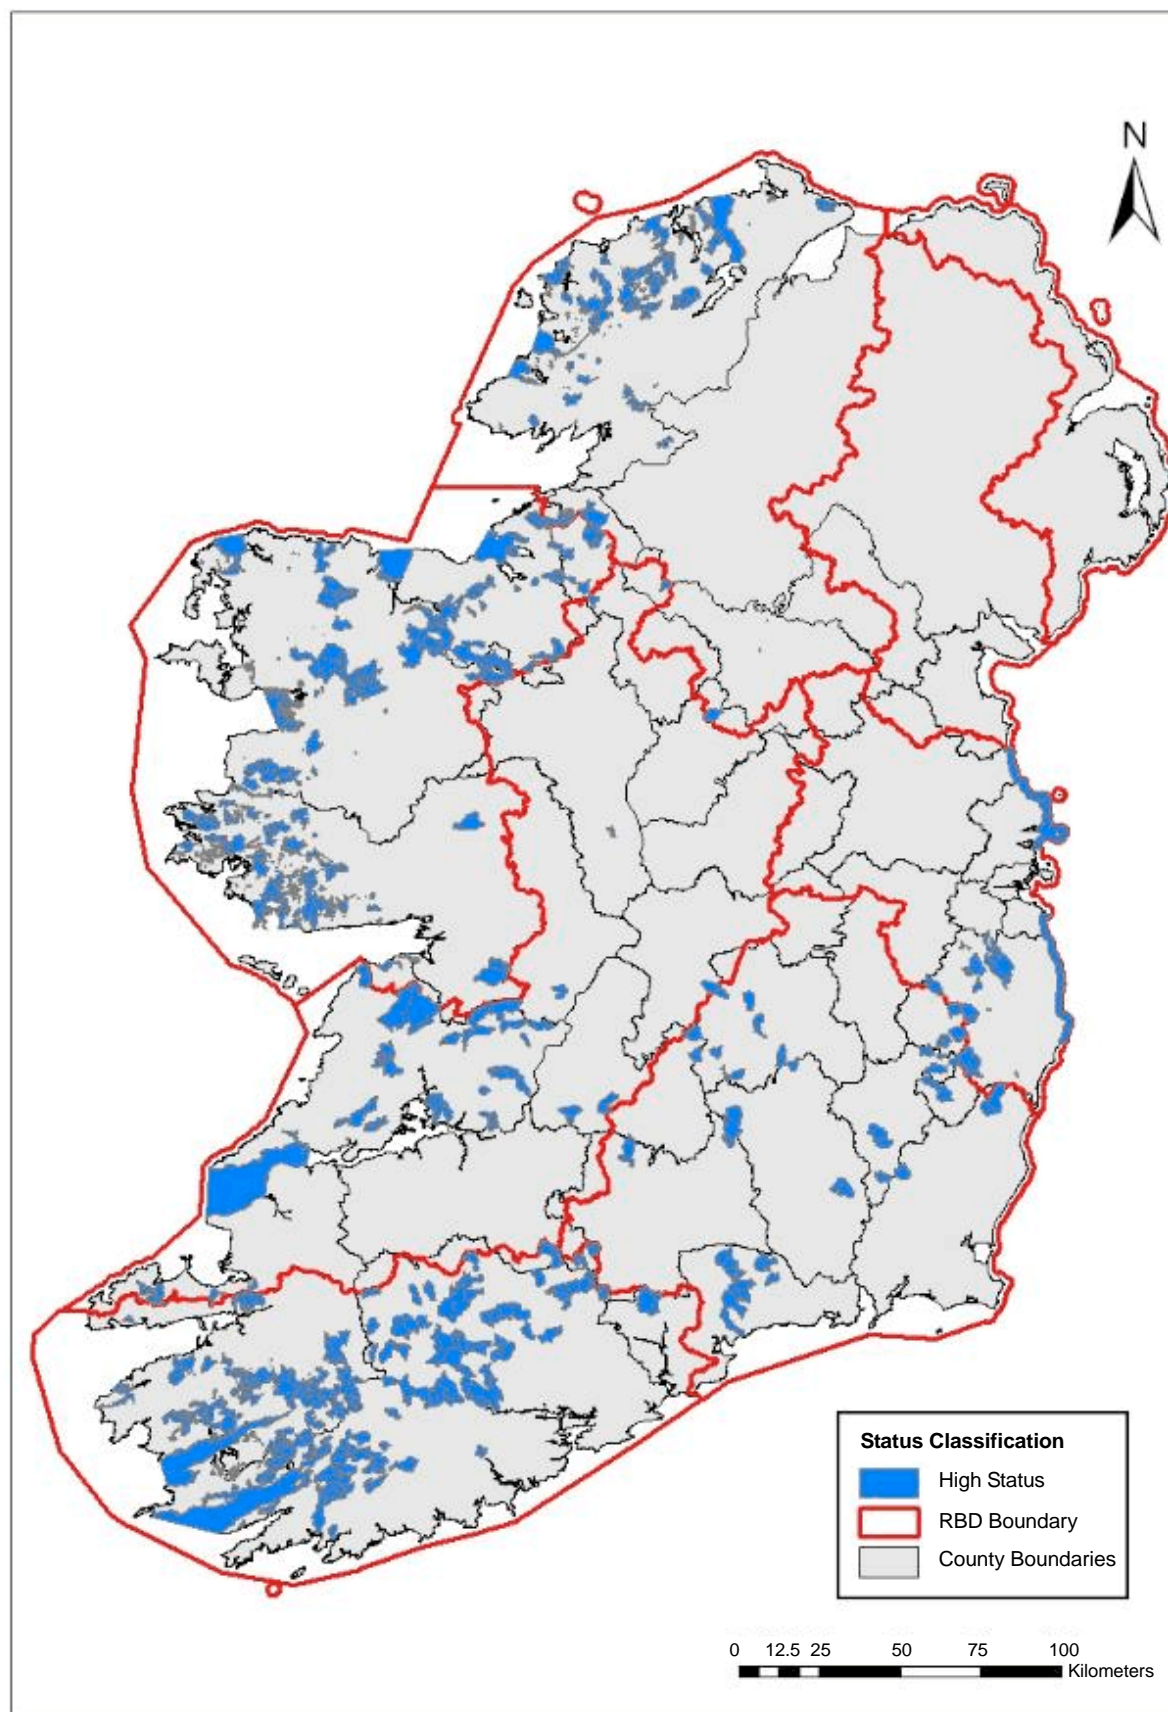 N
Status Classification
High Status
RBD Boundary
County Boundaries
0 12.5 25 50 75 100
Kilometers